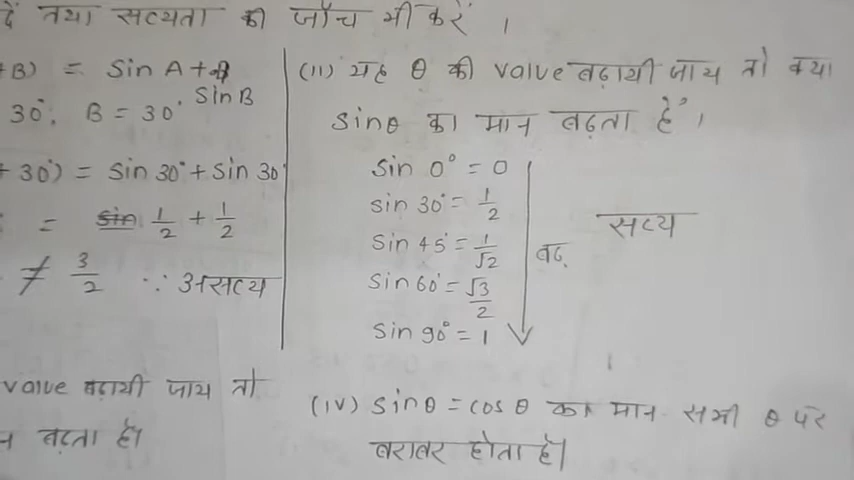 दें तथा सत्यता की जाँच भी करें ।
+B) = Sin A + Sin B
30°, B = 30°
+ 30°) = Sin 30° + Sin 30°
= 1/2 + 1/2
≠ 3/2 ∵ असत्य
value बढ़ायी जाय तो
न बढ़ता है।
(11) यह θ की value बढ़ायी जाय तो क्या
Sinθ का मान बढ़ता है ।
Sin 0° = 0
Sin 30° = 1/2
Sin 45° = 1/√2
Sin 60° = √3/2
Sin 90° = 1
बढ़
सत्य
(IV) Sinθ = cos θ का मान सभी θ पर
बराबर होता है।